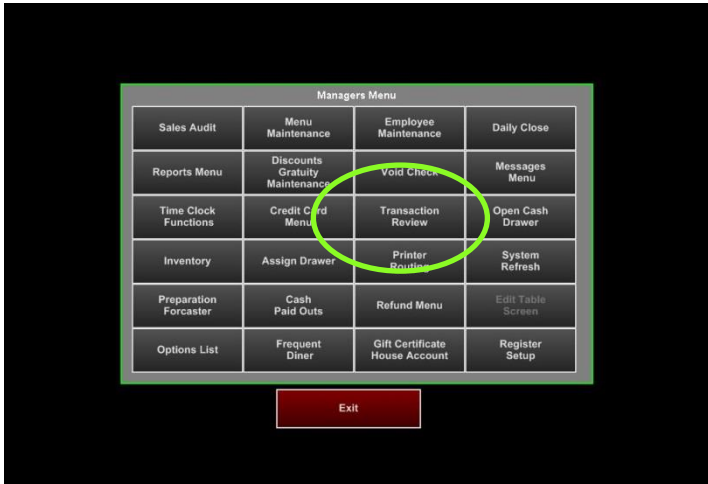 Managers Menu
Sales Audit
Menu
Maintenance
Employee
Maintenance
Daily Close
Reports Menu
Discounts
Gratuity
Maintenance
Void Check
Messages
Menu
Time Clock
Functions
Credit Card
Menu
Transaction
Review
Open Cash
Drawer
Inventory
Assign Drawer
Printer
Routing
System
Refresh
Preparation
Forcaster
Cash
Paid Outs
Refund Menu
Edit Table
Screen
Options List
Frequent
Diner
Gift Certificate
House Account
Register
Setup
Exit